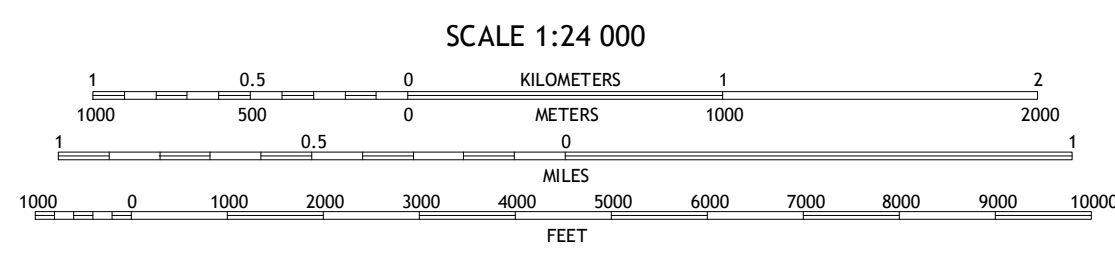 SCALE 1:24 000
1 0.5 0 KILOMETERS 1 2
1000 500 0 METERS 1000 2000
1 0.5 0 1
MILES
1000 0 1000 2000 3000 4000 5000 6000 7000 8000 9000 10000
FEET